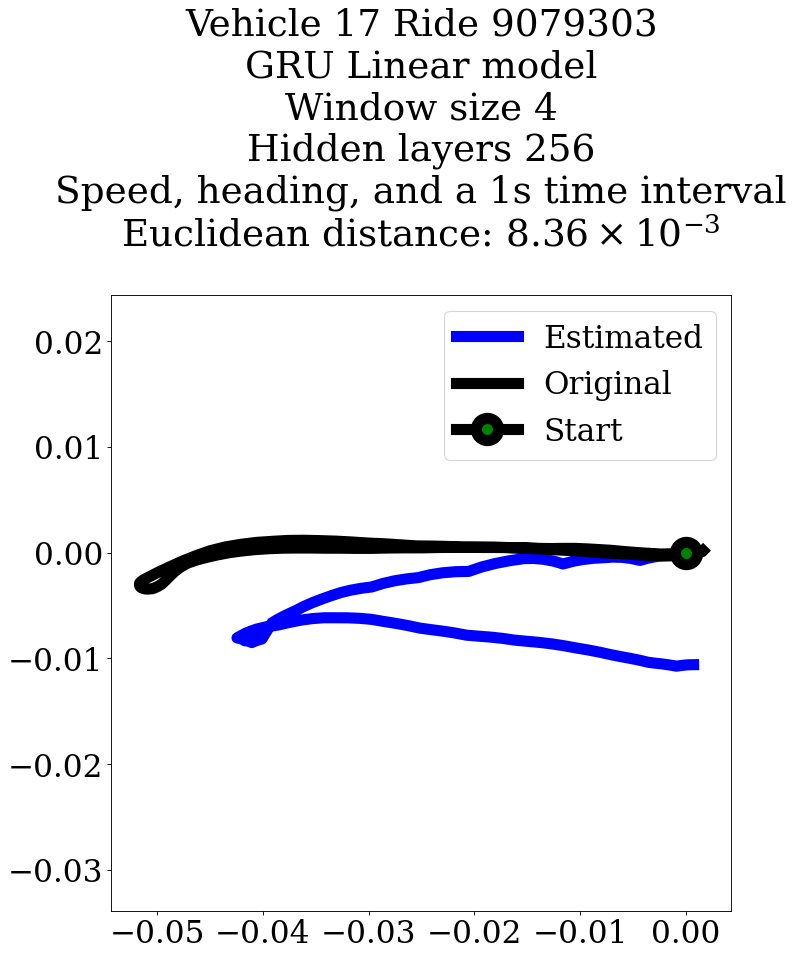 Vehicle 17 Ride 9079303
GRU Linear model
Window size 4
Hidden layers 256
Speed, heading, and a 1s time interval
Euclidean distance: 8.36 × 10⁻³
Estimated
Original
Start
0.02
0.01
0.00
−0.01
−0.02
−0.03
−0.05 −0.04 −0.03 −0.02 −0.01 0.00